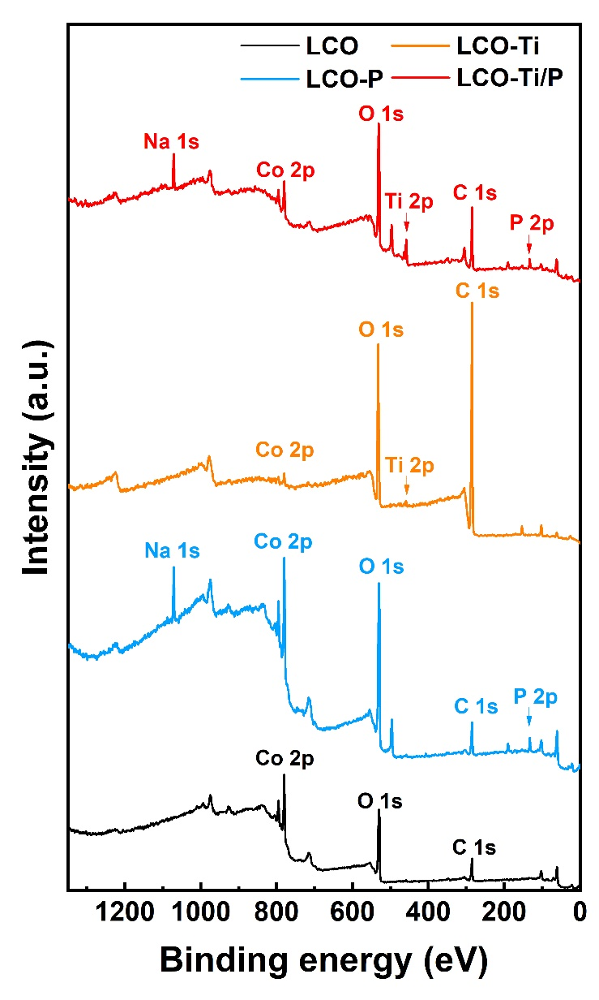 LCO LCO-Ti
LCO-P LCO-Ti/P
O 1s
Na 1s
Co 2p
Ti 2p
C 1s
P 2p
C 1s
O 1s
Co 2p
Ti 2p
Na 1s
Co 2p
O 1s
P 2p
C 1s
Co 2p
O 1s
C 1s
Intensity (a.u.)
1200 1000 800 600 400 200 0
Binding energy (eV)